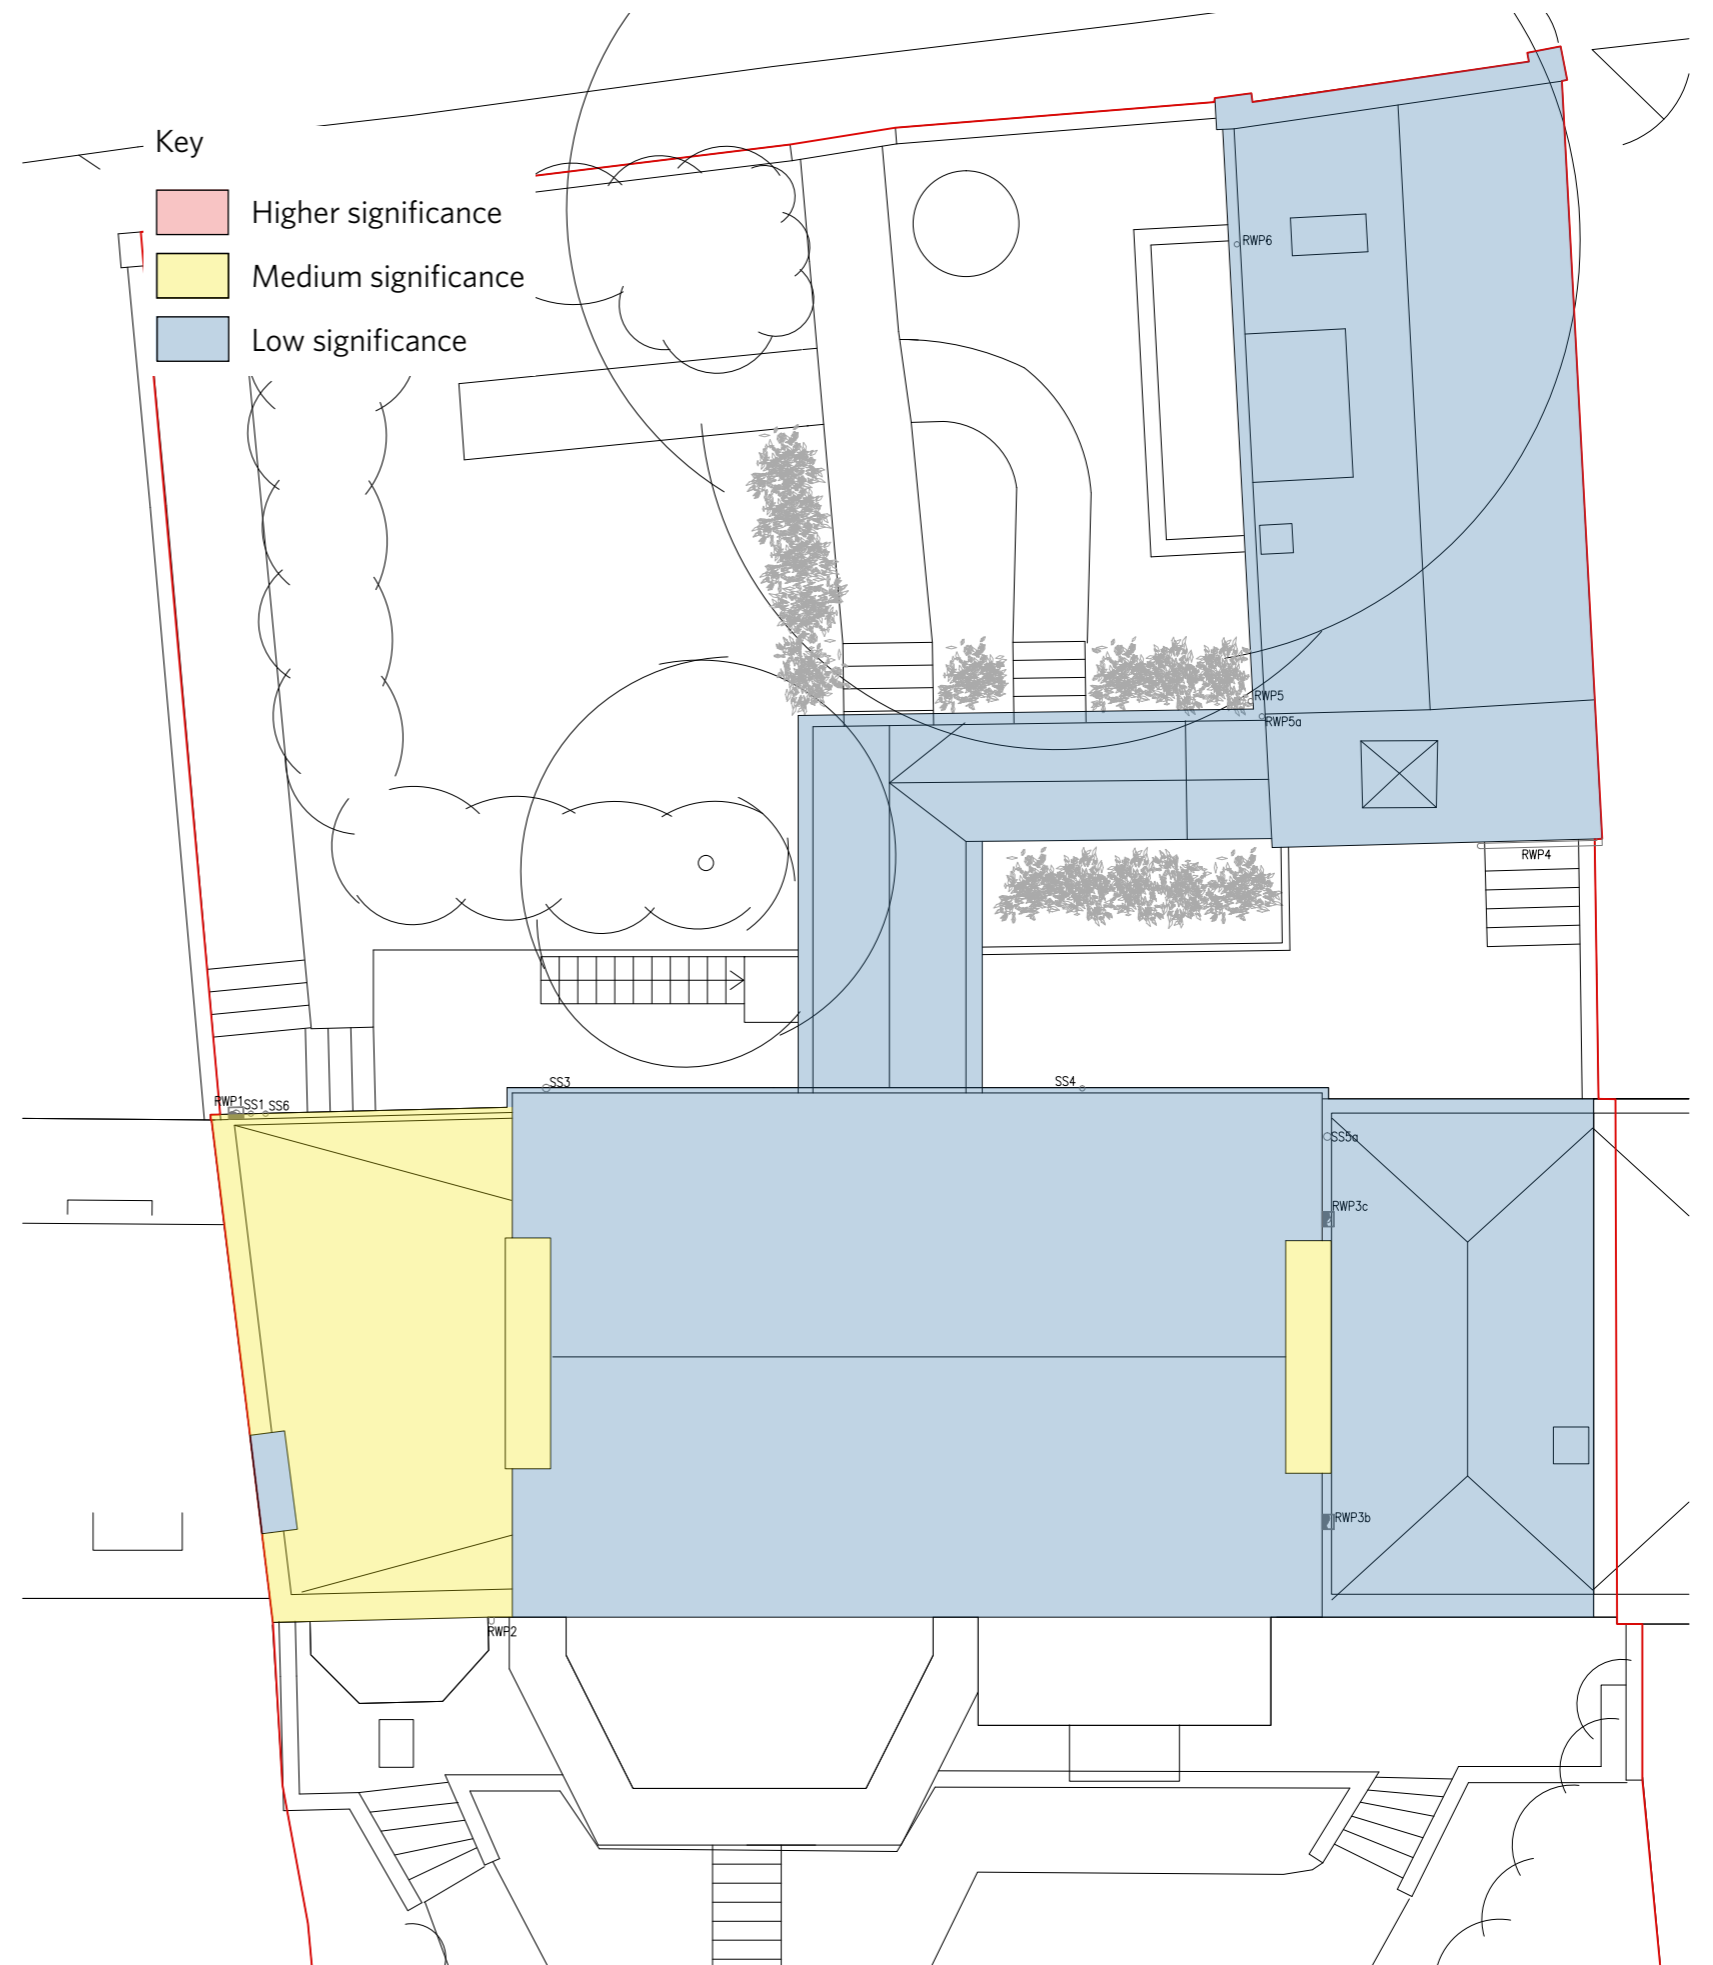 Key
Higher significance
Medium significance
Low significance
RWP6
RWP5
RWP5a
RWP4
SS3
SS4
RWP1
SS1
SS6
SS5a
RWP3c
RWP3b
RWP2